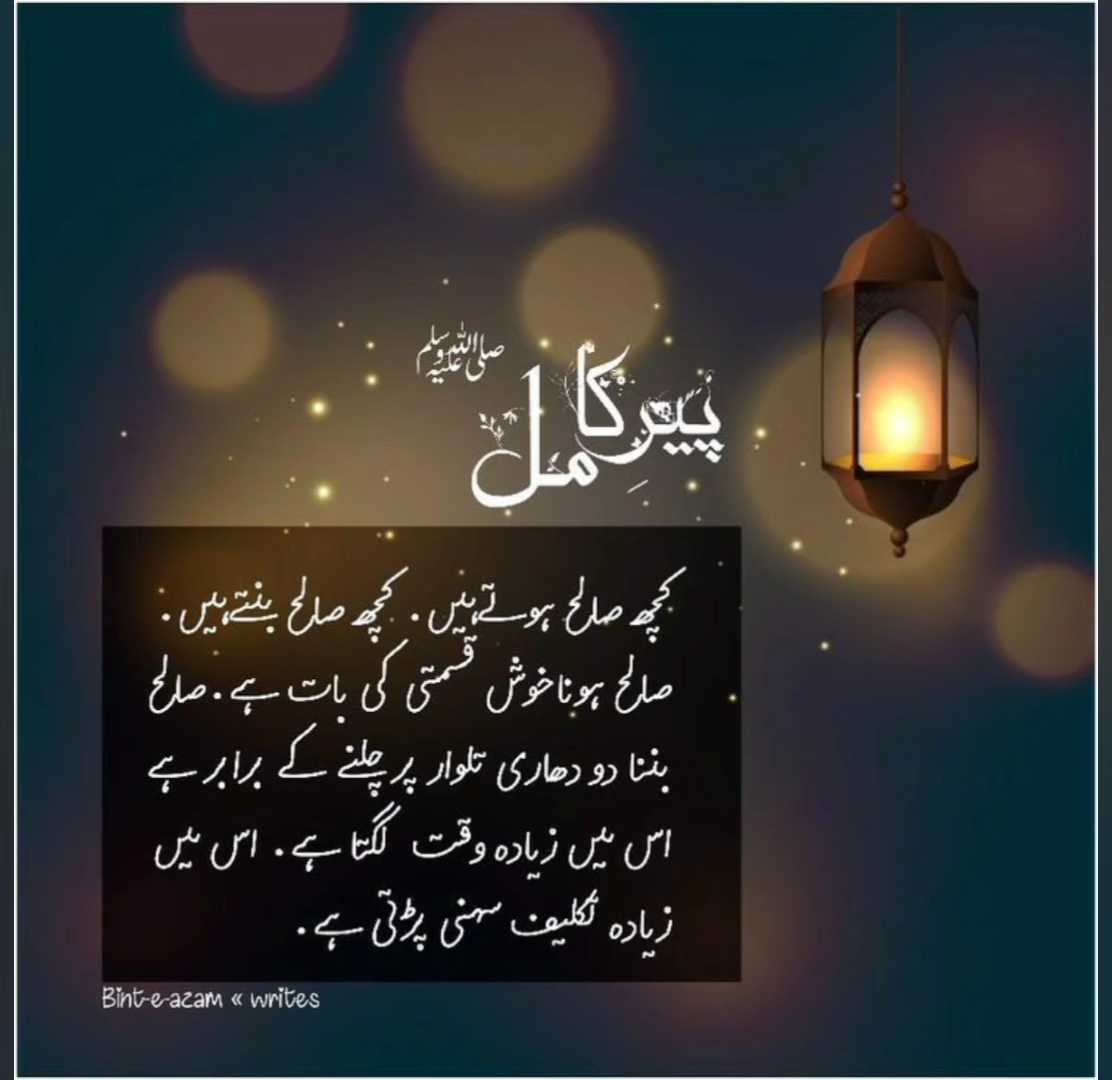 پیرِ کامل صلی اللہ علیہ وسلم
کچھ صالح ہوتے ہیں . کچھ صالح بنتے ہیں .
صالح ہونا خوش قسمتی کی بات ہے . صالح
بننا دو دھاری تلوار پر چلنے کے برابر ہے
اس میں زیادہ وقت لگتا ہے . اس میں
زیادہ تکلیف سہنی پڑتی ہے .
Bint-e-azam « writes